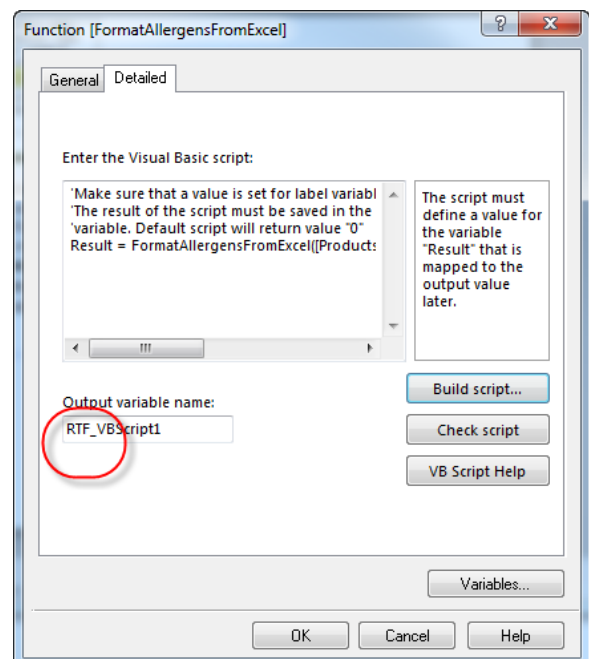 Function [FormatAllergensFromExcel]
General Detailed
Enter the Visual Basic script:
'Make sure that a value is set for label variabl
'The result of the script must be saved in the
'variable. Default script will return value "0"
Result = FormatAllergensFromExcel([Products
The script must
define a value for
the variable
"Result" that is
mapped to the
output value
later.
Output variable name:
RTF_VBScript1
Build script...
Check script
VB Script Help
Variables...
OK Cancel Help